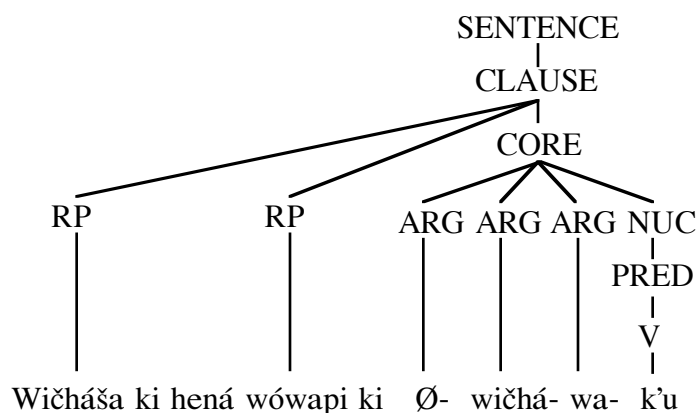 SENTENCE
CLAUSE
CORE
RP RP ARG ARG ARG NUC
PRED
V
Wičháša ki hená wówapi ki Ø- wičhá- wa- k’u